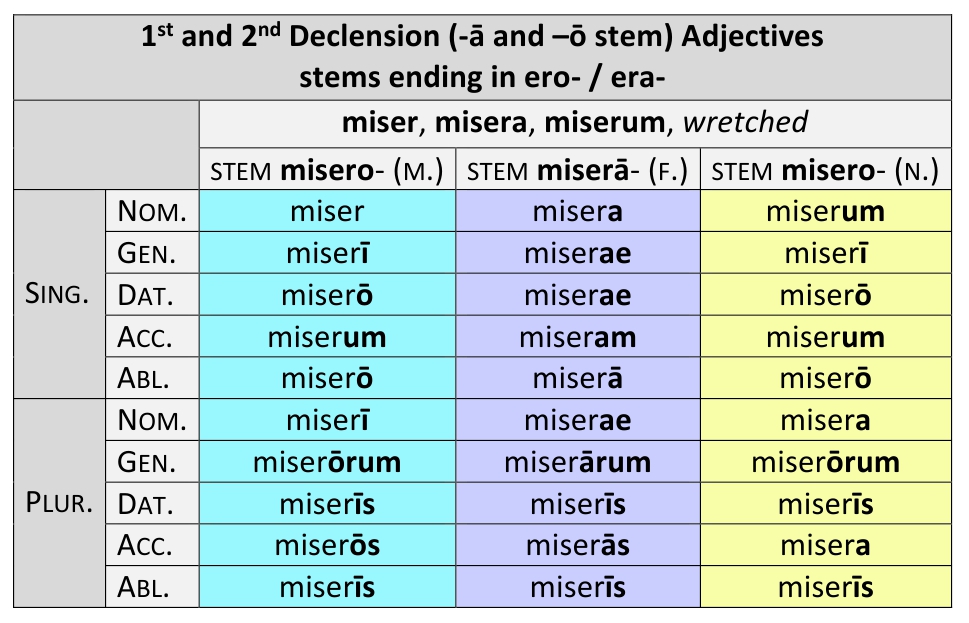 1st and 2nd Declension (-ā and –ō stem) Adjectives
stems ending in ero- / era-
miser, misera, miserum, wretched
STEM misero- (M.) STEM miserā- (F.) STEM misero- (N.)
SING.
NOM. miser misera miserum
GEN. miserī miserae miserī
DAT. miserō miserae miserō
ACC. miserum miseram miserum
ABL. miserō miserā miserō
PLUR.
NOM. miserī miserae misera
GEN. miserōrum miserārum miserōrum
DAT. miserīs miserīs miserīs
ACC. miserōs miserās misera
ABL. miserīs miserīs miserīs